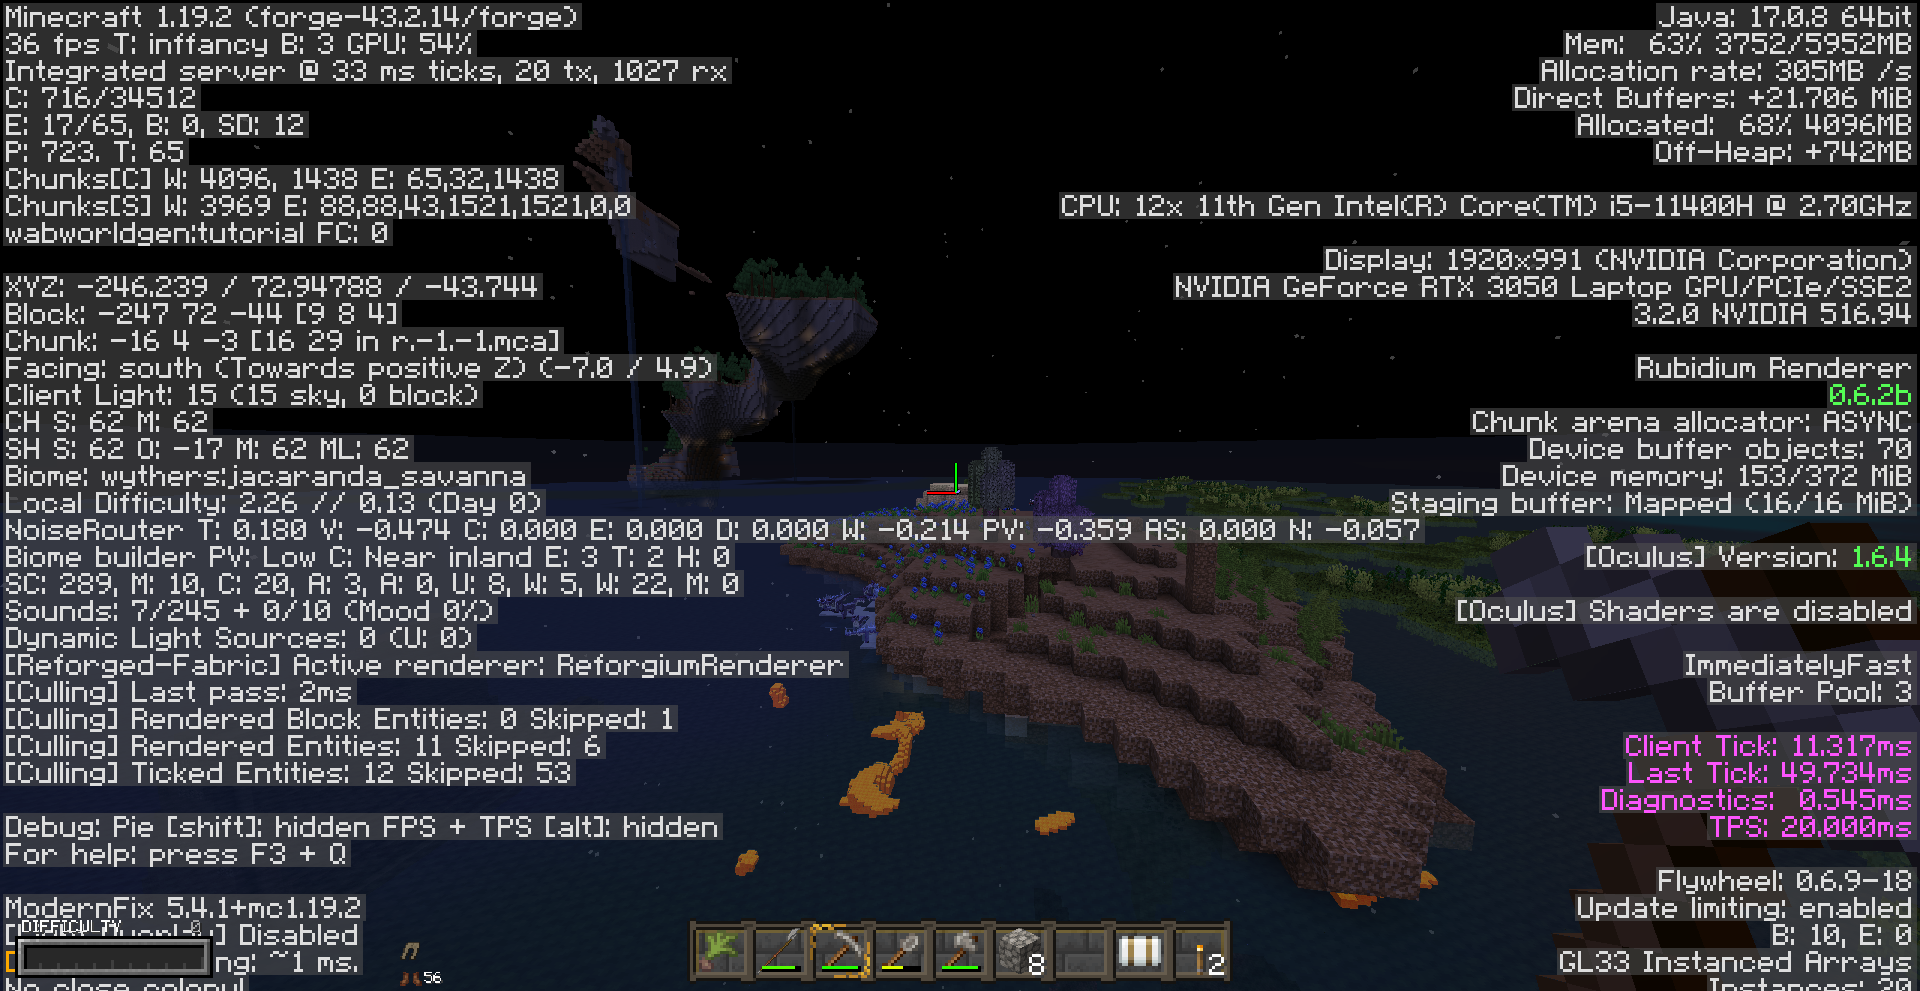 Minecraft 1.19.2 (forge-43.2.14/forge)
36 fps T: inffancy B: 3 GPU: 54%
Integrated server @ 33 ms ticks, 20 tx, 1027 rx
C: 716/34512
E: 17/65, B: 0, SD: 12
P: 723. T: 65
Chunks[C] W: 4096, 1438 E: 65,32,1438
Chunks[S] W: 3969 E: 88,88,43,1521,1521,0,0
wabworldgen:tutorial FC: 0
XYZ: -246.239 / 72.94788 / -43.744
Block: -247 72 -44 [9 8 4]
Chunk: -16 4 -3 [16 29 in r.-1.-1.mca]
Facing: south (Towards positive Z) (-7.0 / 4.9)
Client Light: 15 (15 sky, 0 block)
CH S: 62 M: 62
SH S: 62 O: -17 M: 62 ML: 62
Biome: wythers:jacaranda_savanna
Local Difficulty: 2.26 // 0.13 (Day 0)
NoiseRouter T: 0.180 V: -0.474 C: 0.000 E: 0.000 D: 0.000 W: -0.214 PV: -0.359 AS: 0.000 N: -0.057
Biome builder PV: Low C: Near inland E: 3 T: 2 H: 0
SC: 289, M: 10, C: 20, A: 3, A: 0, U: 8, W: 5, W: 22, M: 0
Sounds: 7/245 + 0/10 (Mood 0%)
Dynamic Light Sources: 0 (U: 0)
[Reforged-Fabric] Active renderer: ReforgiumRenderer
[Culling] Last pass: 2ms
[Culling] Rendered Block Entities: 0 Skipped: 1
[Culling] Rendered Entities: 11 Skipped: 6
[Culling] Ticked Entities: 12 Skipped: 53
Debug: Pie [shift]: hidden FPS + TPS [alt]: hidden
For help: press F3 + Q
ModernFix 5.4.1+mc1.19.2
DIFFICULTY 0
Disabled
ng: ~1 ms.
No close colony!
56
8
2
Java: 17.0.8 64bit
Mem: 63% 3752/5952MB
Allocation rate: 305MB /s
Direct Buffers: +21.706 MiB
Allocated: 68% 4096MB
Off-Heap: +742MB
CPU: 12x 11th Gen Intel(R) Core(TM) i5-11400H @ 2.70GHz
Display: 1920x991 (NVIDIA Corporation)
NVIDIA GeForce RTX 3050 Laptop GPU/PCIe/SSE2
3.2.0 NVIDIA 516.94
Rubidium Renderer
0.6.2b
Chunk arena allocator: ASYNC
Device buffer objects: 70
Device memory: 153/372 MiB
Staging buffer: Mapped (16/16 MiB)
[Oculus] Version: 1.6.4
[Oculus] Shaders are disabled
ImmediatelyFast
Buffer Pool: 3
Client Tick: 11.317ms
Last Tick: 49.734ms
Diagnostics: 0.545ms
TPS: 20.000ms
Flywheel: 0.6.9-18
Update limiting: enabled
B: 10, E: 0
GL33 Instanced Arrays
Instances: 20